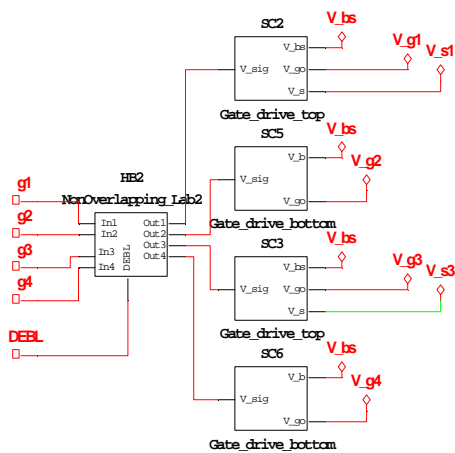 SC2
V_bs
V_bs
V_g1
V_s1
V_sig
V_go
V_s
Gate_drive_top
SC5
V_bs
V_b
V_g2
V_sig
V_go
Gate_drive_bottom
HB2
NonOverlapping_Lab2
g1
In1
Out1
g2
In2
Out2
g3
In3
Out3
g4
In4
Out4
DEBL
DEBL
SC3
V_bs
V_bs
V_g3
V_s3
V_sig
V_go
V_s
Gate_drive_top
SC6
V_bs
V_b
V_g4
V_sig
V_go
Gate_drive_bottom